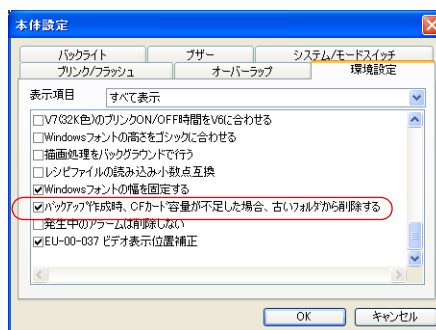 本体設定
バックライト ブザー システム/モードスイッチ
ブリンク/フラッシュ オーバーラップ 環境設定
表示項目 すべて表示
V7(32K色)のブリンクON/OFF時間をV6に合わせる
Windowsフォントの高さをゴシックに合わせる
描画処理をバックグラウンドで行う
レシピファイルの読み込み小数点互換
Windowsフォントの幅を固定する
バックアップ作成時、CFカード容量が不足した場合、古いフォルダから削除する
発生中のアラームは削除しない
EU-00-037 ビデオ表示位置補正
OK キャンセル